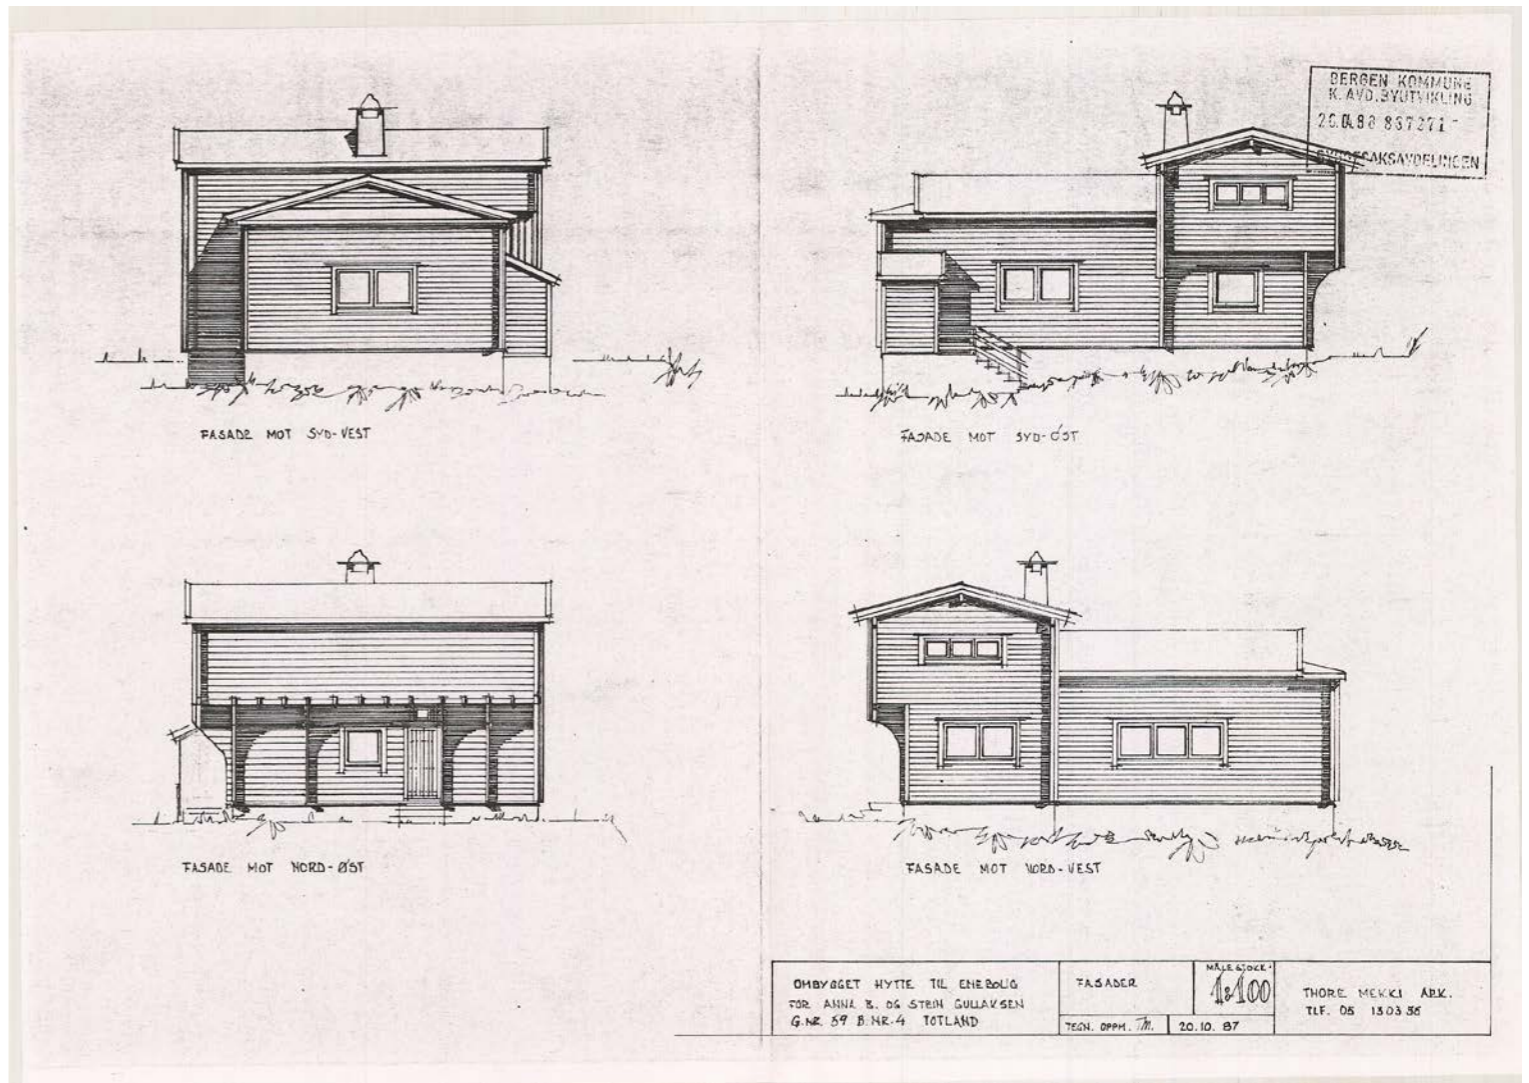 BERGEN KOMMUNE
K. AVD. BYUTVIKLING
BYGGESAKSAVDELINGEN
FASADE MOT SYD-VEST
FASADE MOT SYD-ØST
FASADE MOT NORD-ØST
FASADE MOT NORD-VEST
OMBYGGET HYTTE TIL ENEBOLIG
FOR ANNA B. OG STEIN GULLAKSEN
G.NR. 59 B.NR. 4 TOTLAND
FASADER
MÅLESTOKK:
1:100
TEGN. OPPM. TM.
20.10.87
THORE MEKKI ARK.
TLF. 05 130336